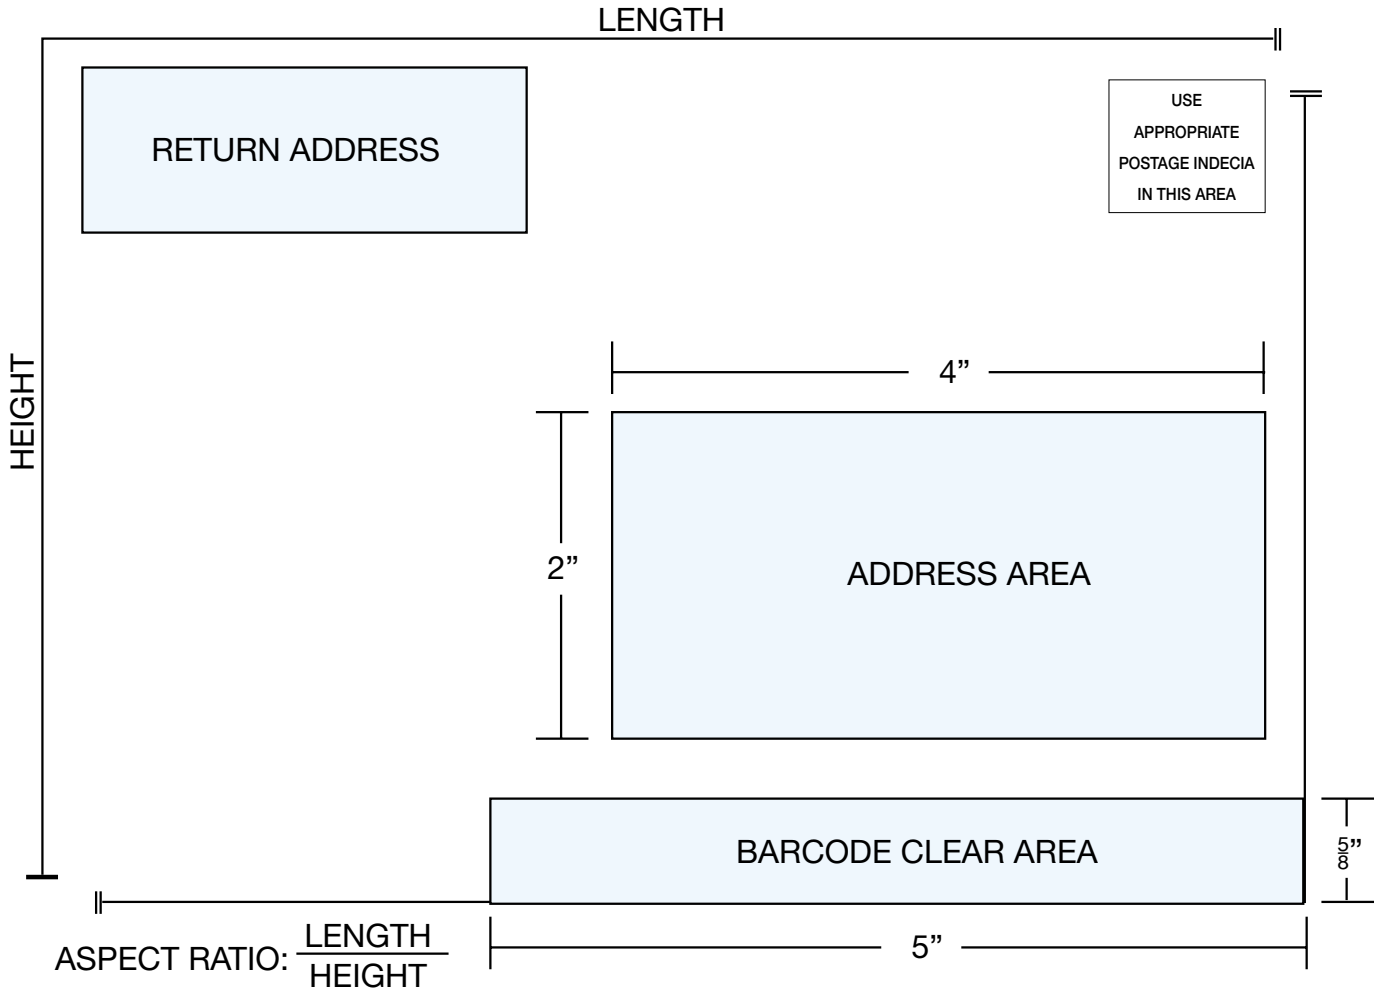 LENGTH
RETURN ADDRESS
USE
APPROPRIATE
POSTAGE INDECIA
IN THIS AREA
HEIGHT
4”
2”
ADDRESS AREA
BARCODE CLEAR AREA
5/8”
5”
ASPECT RATIO: LENGTH
HEIGHT